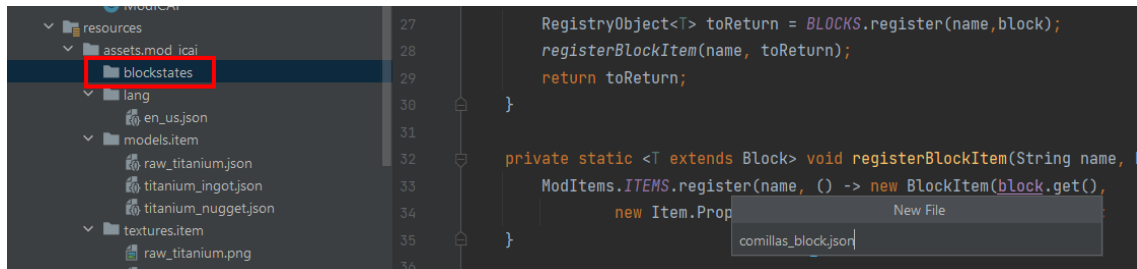 ModICAI
resources
assets.mod_icai
blockstates
lang
en_us.json
models.item
raw_titanium.json
titanium_ingot.json
titanium_nugget.json
textures.item
raw_titanium.png
27 RegistryObject<T> toReturn = BLOCKS.register(name,block);
28 registerBlockItem(name, toReturn);
29 return toReturn;
30 }
31
32 private static <T extends Block> void registerBlockItem(String name,
33 ModItems.ITEMS.register(name, () -> new BlockItem(block.get(),
34 new Item.Prop
35 }
36
New File
comillas_block.json